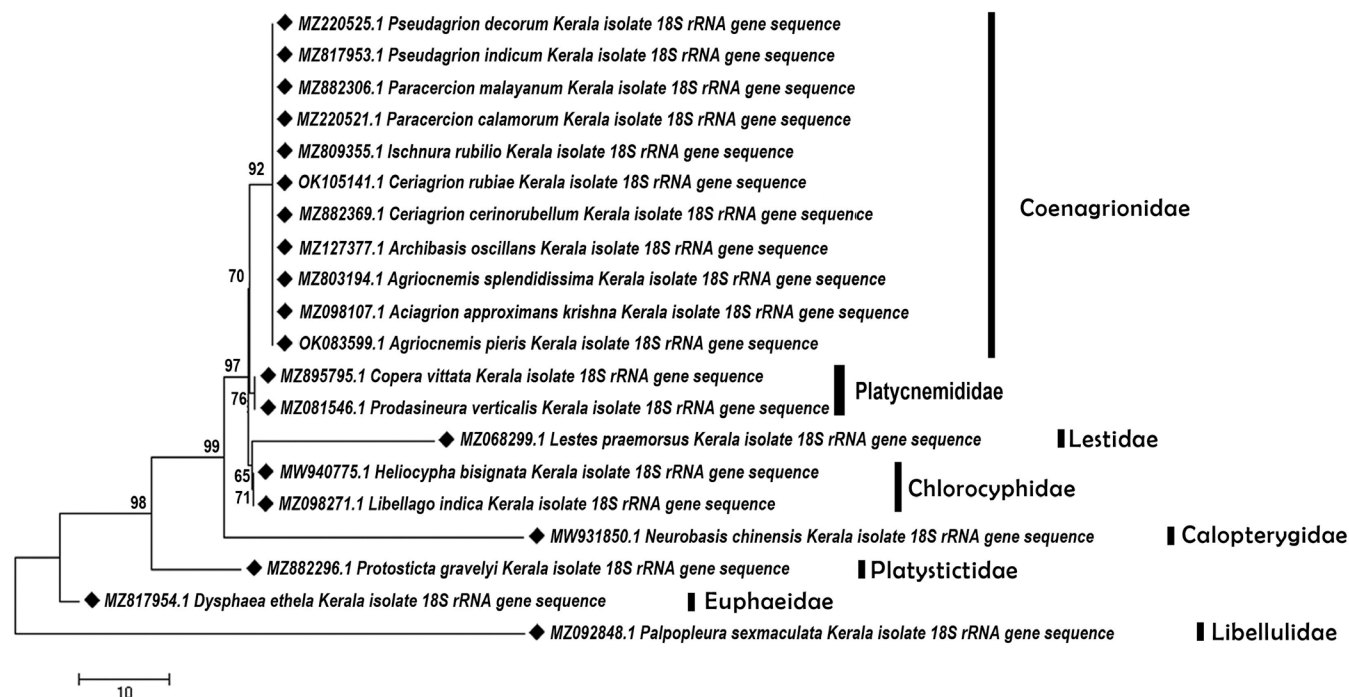 MZ220525.1 Pseudagrion decorum Kerala isolate 18S rRNA gene sequence
MZ817953.1 Pseudagrion indicum Kerala isolate 18S rRNA gene sequence
MZ882306.1 Paracercion malayanum Kerala isolate 18S rRNA gene sequence
MZ220521.1 Paracercion calamorum Kerala isolate 18S rRNA gene sequence
MZ809355.1 Ischnura rubilio Kerala isolate 18S rRNA gene sequence
92
OK105141.1 Ceriagrion rubiae Kerala isolate 18S rRNA gene sequence
MZ882369.1 Ceriagrion cerinorubellum Kerala isolate 18S rRNA gene sequence
Coenagrionidae
MZ127377.1 Archibasis oscillans Kerala isolate 18S rRNA gene sequence
70
MZ803194.1 Agriocnemis splendidissima Kerala isolate 18S rRNA gene sequence
MZ098107.1 Aciagrion approximans krishna Kerala isolate 18S rRNA gene sequence
OK083599.1 Agriocnemis pieris Kerala isolate 18S rRNA gene sequence
97
MZ895795.1 Copera vittata Kerala isolate 18S rRNA gene sequence
Platycnemididae
76
MZ081546.1 Prodasineura verticalis Kerala isolate 18S rRNA gene sequence
MZ068299.1 Lestes praemorsus Kerala isolate 18S rRNA gene sequence
Lestidae
99
65
MW940775.1 Heliocypha bisignata Kerala isolate 18S rRNA gene sequence
Chlorocyphidae
71
MZ098271.1 Libellago indica Kerala isolate 18S rRNA gene sequence
98
MW931850.1 Neurobasis chinensis Kerala isolate 18S rRNA gene sequence
Calopterygidae
MZ882296.1 Protosticta gravelyi Kerala isolate 18S rRNA gene sequence
Platystictidae
MZ817954.1 Dysphaea ethela Kerala isolate 18S rRNA gene sequence
Euphaeidae
MZ092848.1 Palpopleura sexmaculata Kerala isolate 18S rRNA gene sequence
Libellulidae
10